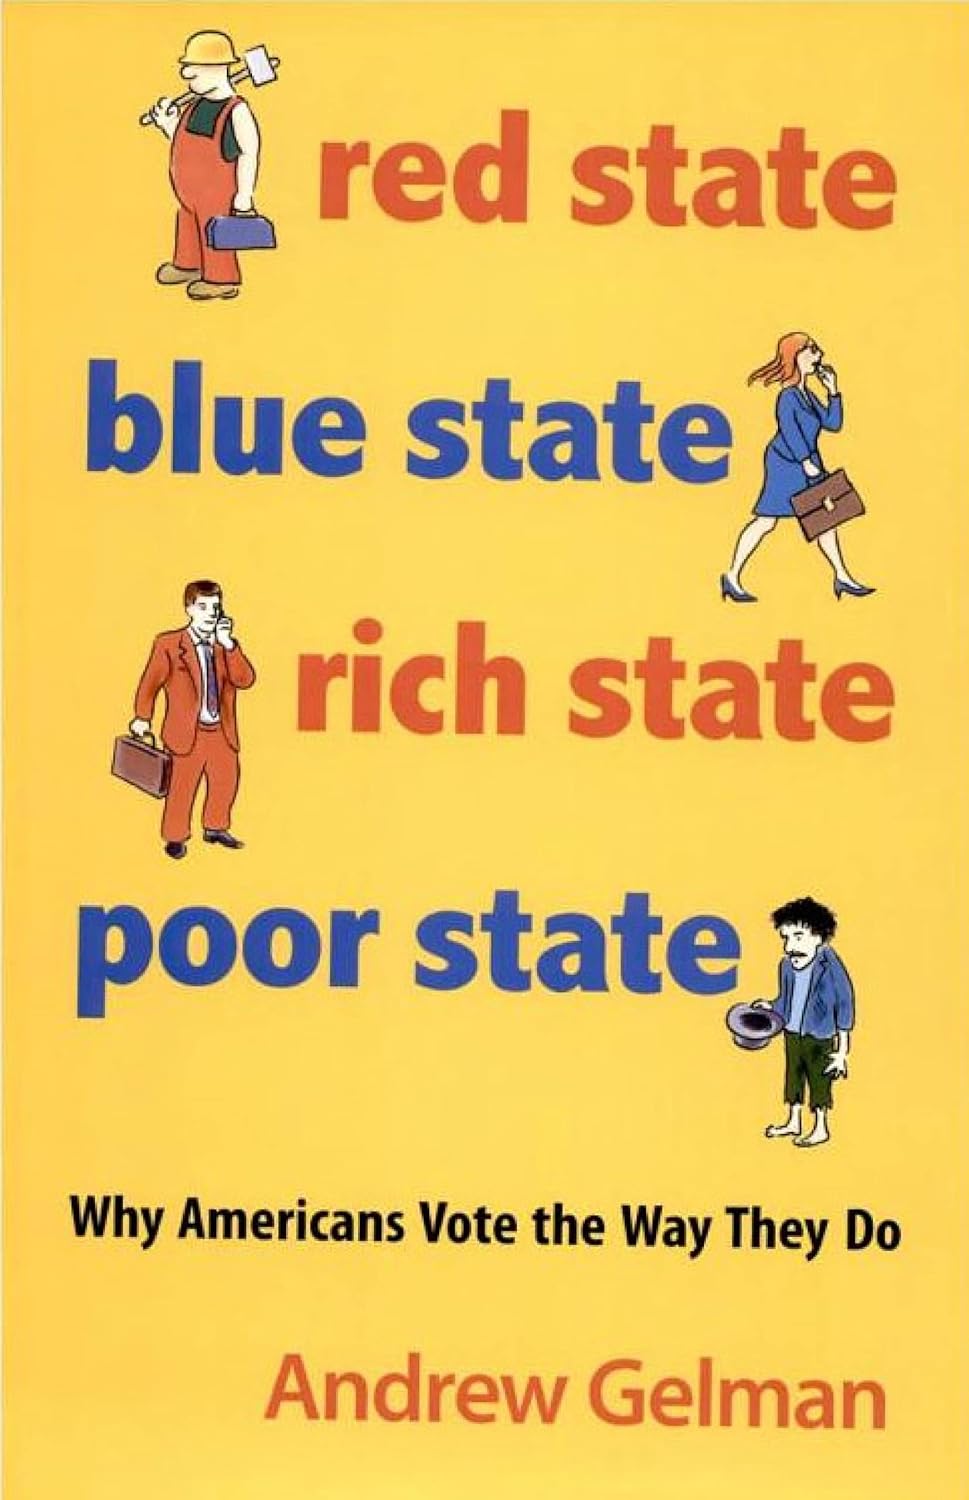 red state
blue state
rich state
poor state
Why Americans Vote the Way They Do
Andrew Gelman